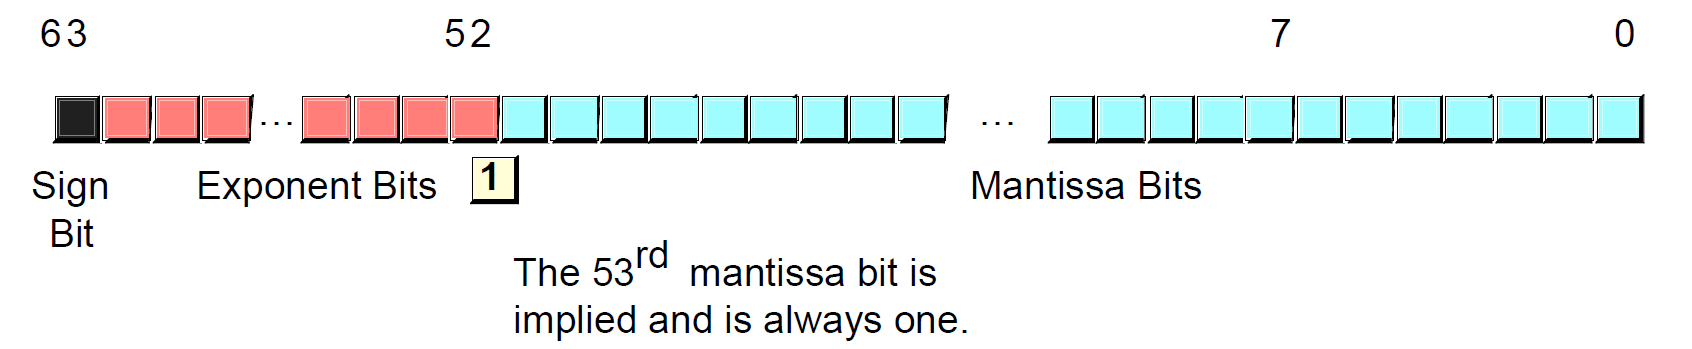 63 52 7 0
... ...
Sign Exponent Bits 1 Mantissa Bits
Bit
The 53rd mantissa bit is
implied and is always one.